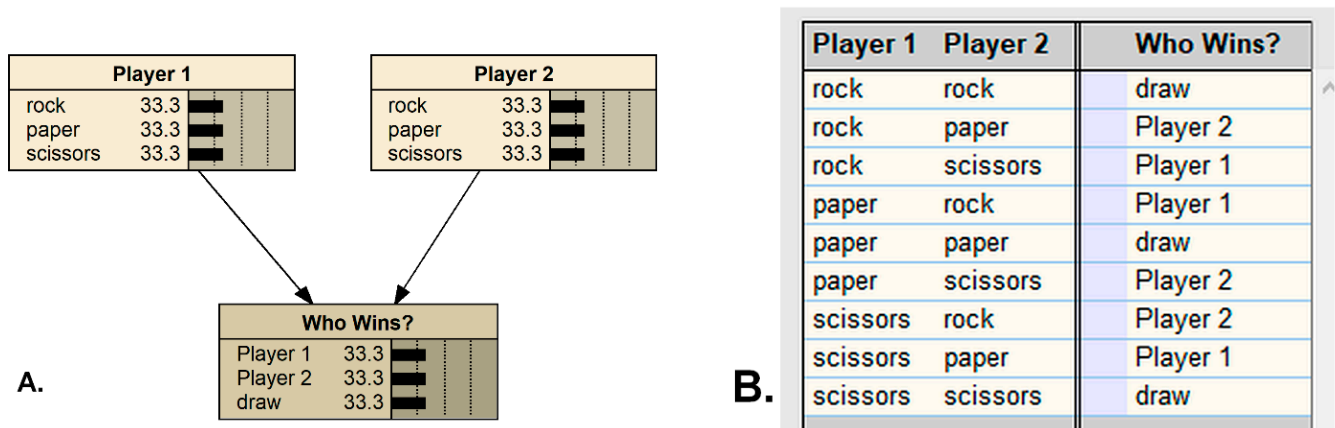 Player 1
rock 33.3
paper 33.3
scissors 33.3
Player 2
rock 33.3
paper 33.3
scissors 33.3
Who Wins?
Player 1 33.3
Player 2 33.3
draw 33.3
A.
Player 1 Player 2 Who Wins?
rock rock draw
rock paper Player 2
rock scissors Player 1
paper rock Player 1
paper paper draw
paper scissors Player 2
scissors rock Player 2
scissors paper Player 1
scissors scissors draw
B.